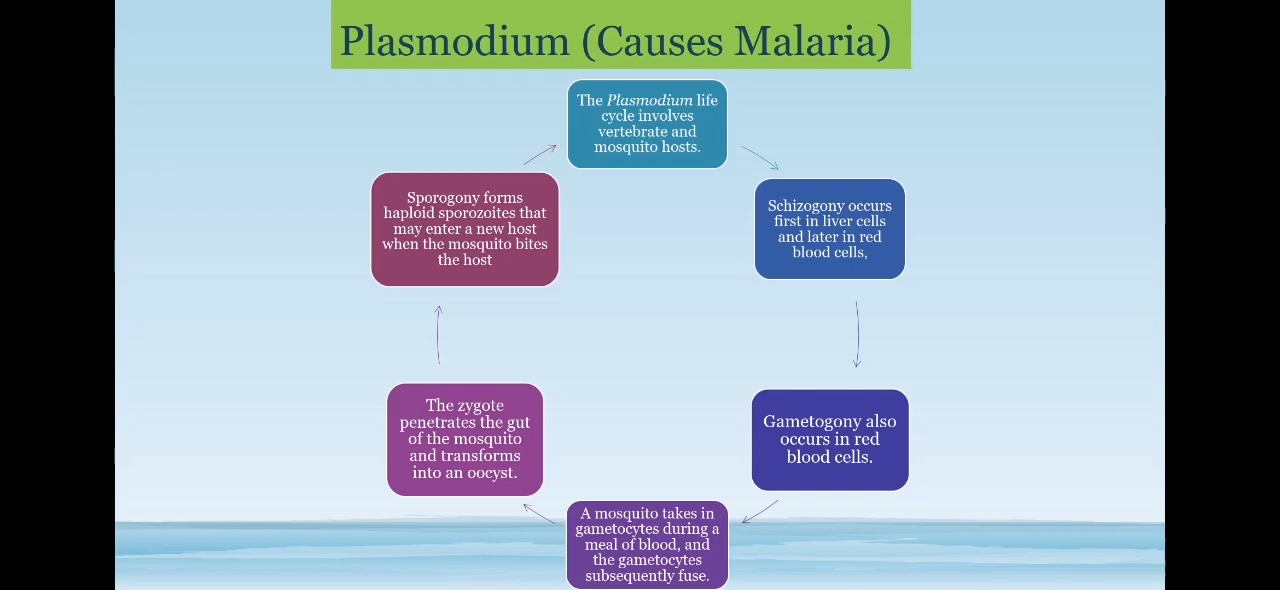 Plasmodium (Causes Malaria)
The Plasmodium life
cycle involves
vertebrate and
mosquito hosts.
Schizogony occurs
first in liver cells
and later in red
blood cells,
Gametogony also
occurs in red
blood cells.
A mosquito takes in
gametocytes during a
meal of blood, and
the gametocytes
subsequently fuse.
The zygote
penetrates the gut
of the mosquito
and transforms
into an oocyst.
Sporogony forms
haploid sporozoites that
may enter a new host
when the mosquito bites
the host